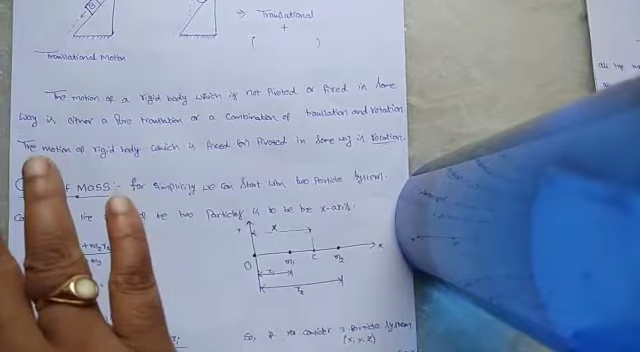 ⇒ Translational
+
( )
Translational Motion
The motion of a rigid body which is not Pivoted or fixed in some
way is either a Pure translation or a Combination of translation and rotation.
The motion of rigid body which is fixed (or) Pivoted in some way is rotation.
of Mass :- for simplicity we can start with two particle system.
the two Particles is to be be x-axis.
Y
X
x
O
m₁
C
m₂
x₁
x₂
So, if we consider 3-Particle system
(x, y, z)